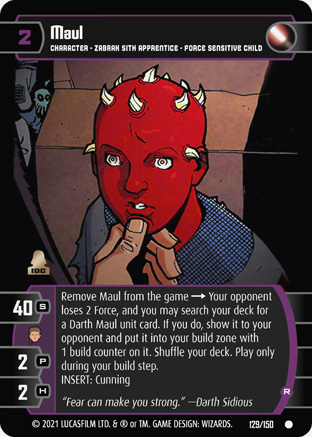 2
Maul
CHARACTER • ZABRAK SITH APPRENTICE • FORCE SENSITIVE CHILD
IDC
40 S
2 P
2 H
Remove Maul from the game → Your opponent
loses 2 Force, and you may search your deck for
a Darth Maul unit card. If you do, show it to your
opponent and put it into your build zone with
1 build counter on it. Shuffle your deck. Play only
during your build step.
INSERT: Cunning
R
"Fear can make you strong." —Darth Sidious
© 2021 LUCASFILM LTD. & ® or TM. GAME DESIGN: WIZARDS.
129/150